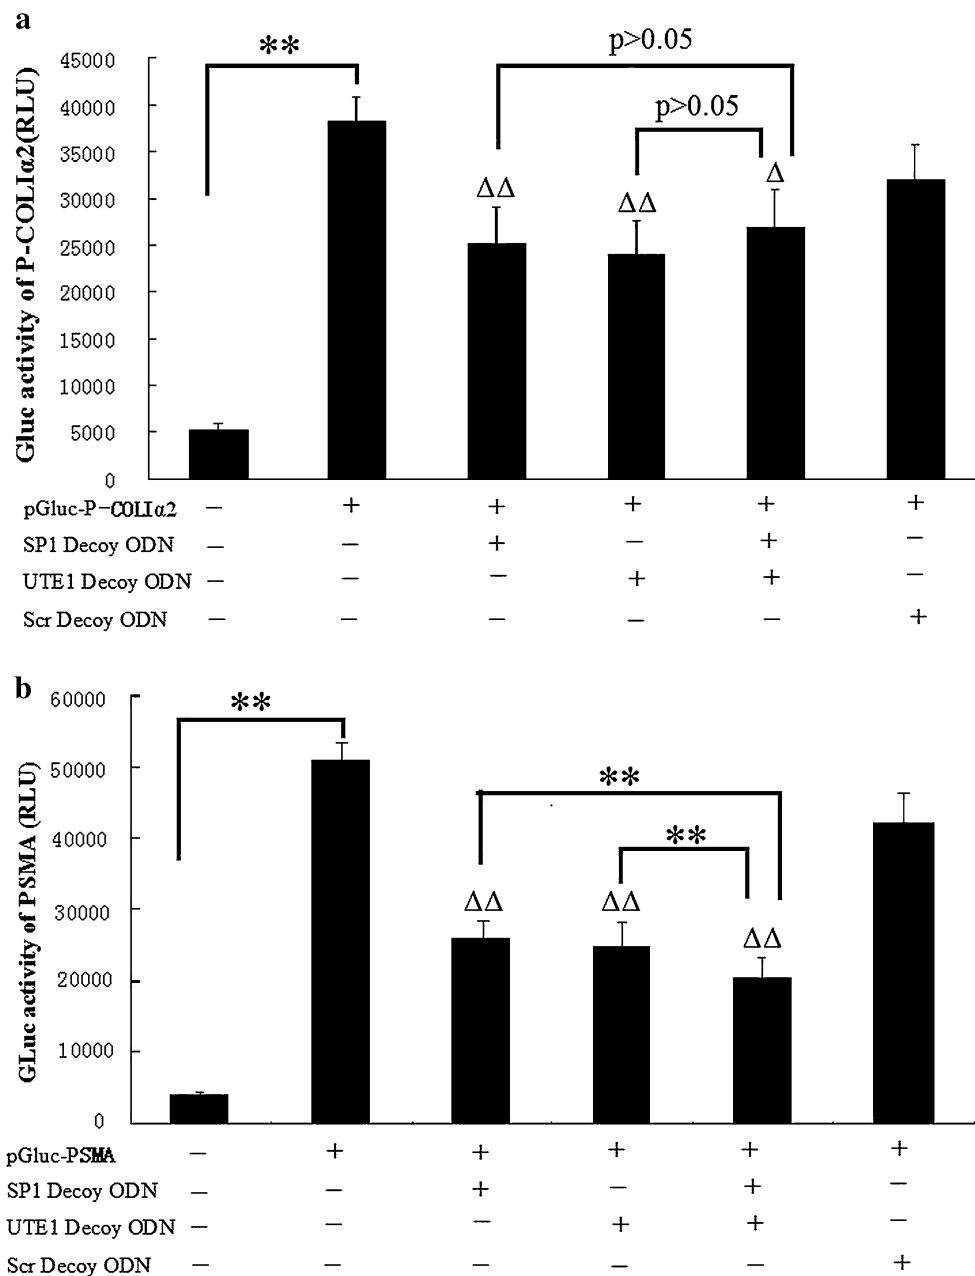 a
** p>0.05
p>0.05
Gluc activity of P-COLIα2(RLU)
45000
40000
35000
30000
25000
20000
15000
10000
5000
0
ΔΔ ΔΔ Δ
pGluc-P-COLIα2 − + + + + +
SP1 Decoy ODN − − + − + −
UTE1 Decoy ODN − − − + + −
Scr Decoy ODN − − − − − +
b
**
**
**
GLuc activity of PSMA (RLU)
60000
50000
40000
30000
20000
10000
0
ΔΔ ΔΔ ΔΔ
pGluc-PSMA − + + + + +
SP1 Decoy ODN − − + − + −
UTE1 Decoy ODN − − − + + −
Scr Decoy ODN − − − − − +